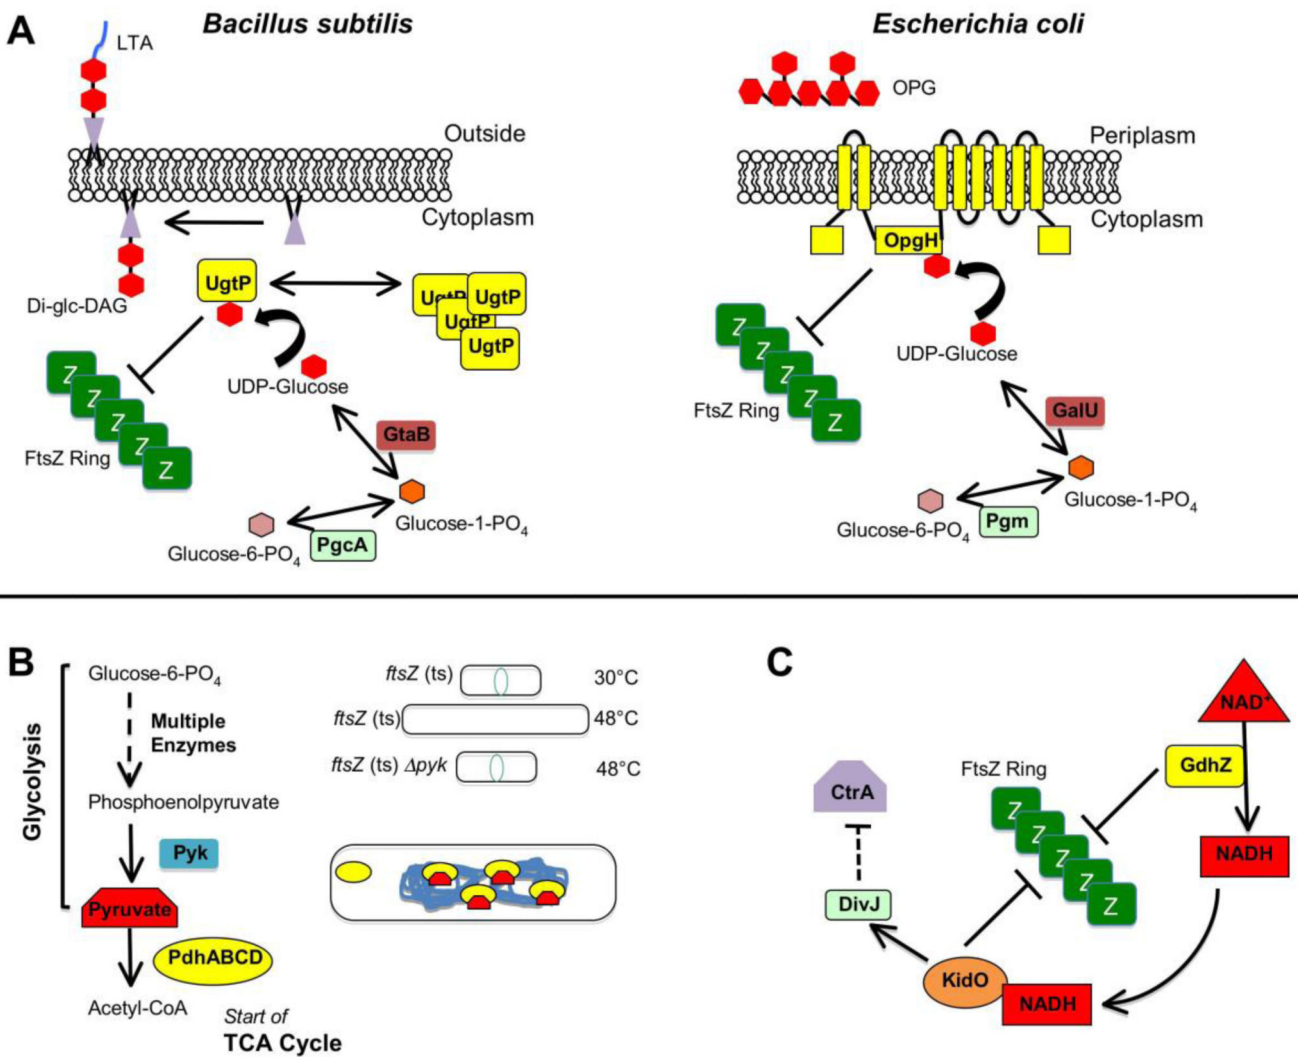 A
Bacillus subtilis
LTA
Outside
Cytoplasm
Di-glc-DAG
UgtP
UgtP
UgtP
UgtP
UgtP
UDP-Glucose
Z
Z
Z
Z
Z
FtsZ Ring
GtaB
Glucose-1-PO4
Glucose-6-PO4
PgcA
Escherichia coli
OPG
Periplasm
Cytoplasm
OpgH
UDP-Glucose
Z
Z
Z
Z
Z
FtsZ Ring
GalU
Glucose-1-PO4
Glucose-6-PO4
Pgm
B
Glycolysis
Glucose-6-PO4
Multiple
Enzymes
Phosphoenolpyruvate
Pyk
Pyruvate
PdhABCD
Acetyl-CoA
Start of
TCA Cycle
ftsZ (ts)
30°C
ftsZ (ts)
48°C
ftsZ (ts) Δpyk
48°C
C
NAD+
GdhZ
FtsZ Ring
Z
Z
Z
Z
Z
CtrA
NADH
DivJ
KidO
NADH